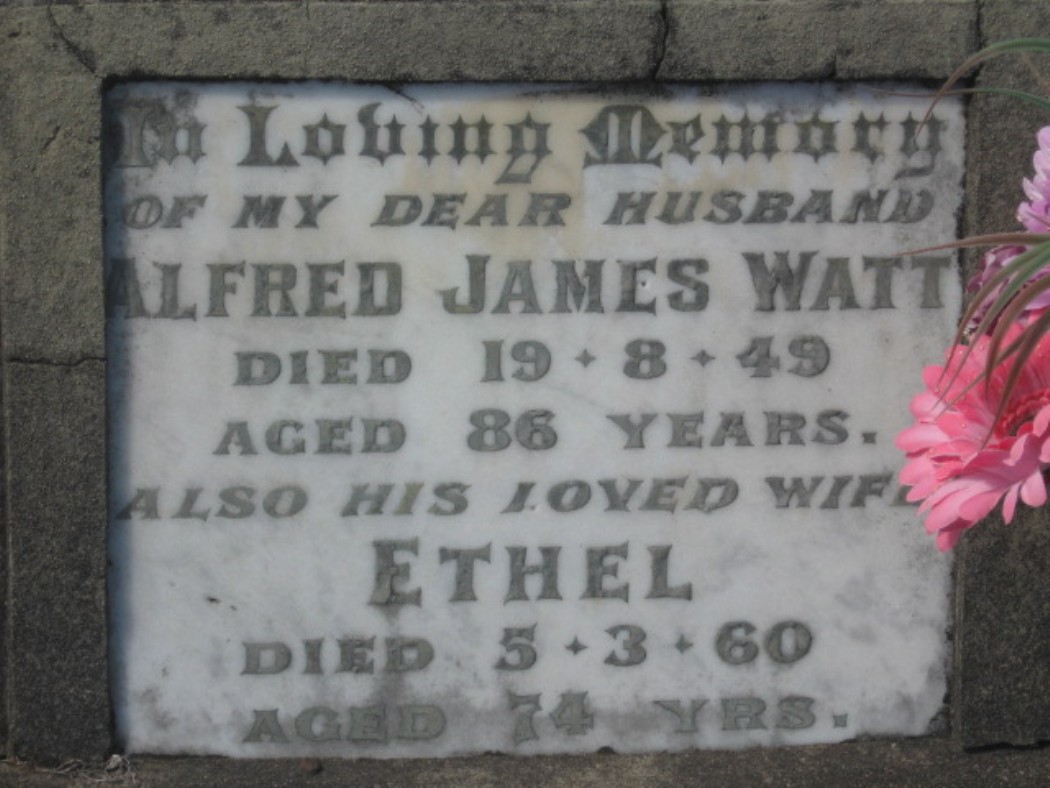 In Loving Memory
OF MY DEAR HUSBAND
ALFRED JAMES WATT
DIED 19 · 8 · 49
AGED 86 YEARS.
ALSO HIS LOVED WIFE
ETHEL
DIED 5 · 3 · 60
AGED 74 YRS.